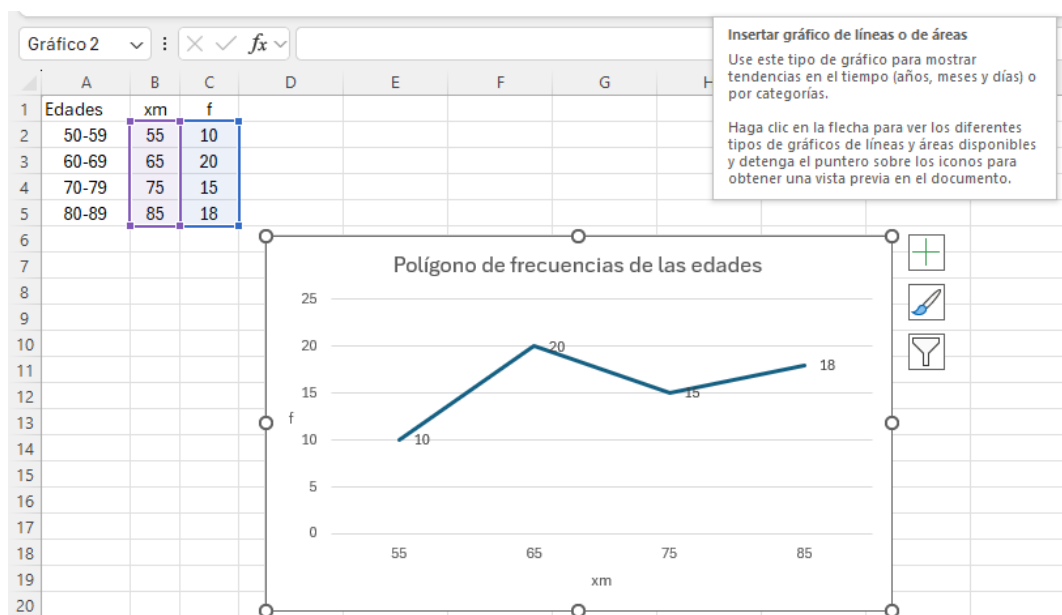 Gráfico 2
fx
Insertar gráfico de líneas o de áreas
Use este tipo de gráfico para mostrar
tendencias en el tiempo (años, meses y días) o
por categorías.
Haga clic en la flecha para ver los diferentes
tipos de gráficos de líneas y áreas disponibles
y detenga el puntero sobre los iconos para
obtener una vista previa en el documento.
A B C D E F G H
1 Edades xm f
2 50-59 55 10
3 60-69 65 20
4 70-79 75 15
5 80-89 85 18
6
7
8
9
10
11
12
13
14
15
16
17
18
19
20
Polígono de frecuencias de las edades
25
20
15
10
5
0
f
10
20
15
18
55 65 75 85
xm